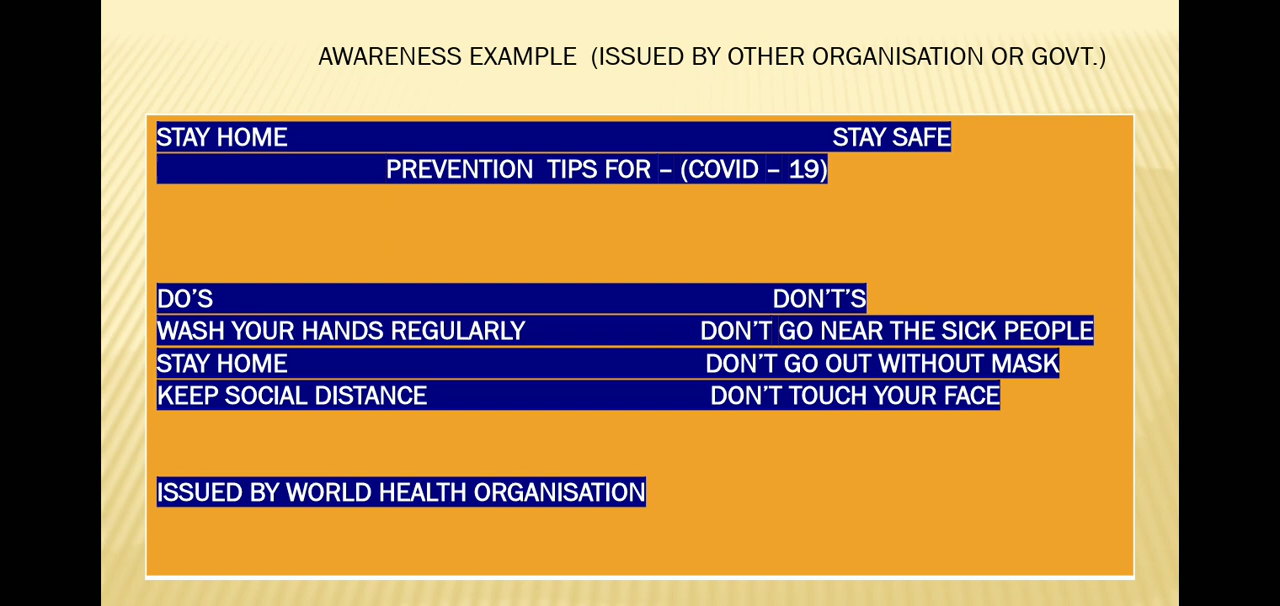 AWARENESS EXAMPLE (ISSUED BY OTHER ORGANISATION OR GOVT.)
STAY HOME STAY SAFE
PREVENTION TIPS FOR – (COVID – 19)
DO’S DON’T’S
WASH YOUR HANDS REGULARLY DON’T GO NEAR THE SICK PEOPLE
STAY HOME DON’T GO OUT WITHOUT MASK
KEEP SOCIAL DISTANCE DON’T TOUCH YOUR FACE
ISSUED BY WORLD HEALTH ORGANISATION